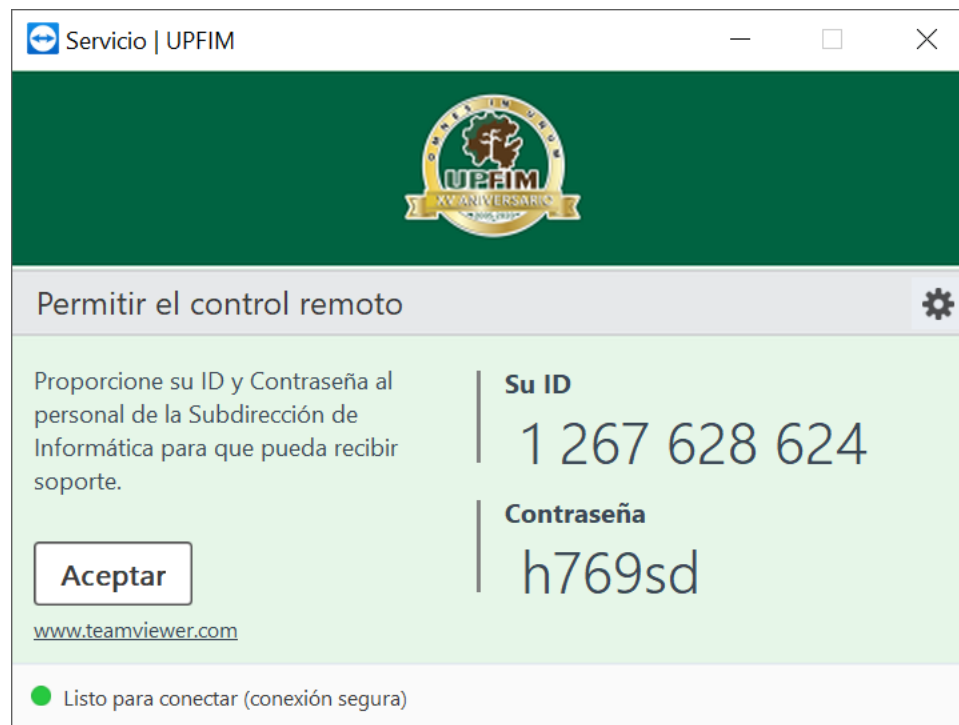 Servicio | UPFIM
OMNES IN UNUM
UPFIM
XV ANIVERSARIO
Permitir el control remoto
Proporcione su ID y Contraseña al
personal de la Subdirección de
Informática para que pueda recibir
soporte.
Aceptar
www.teamviewer.com
Su ID
1 267 628 624
Contraseña
h769sd
Listo para conectar (conexión segura)